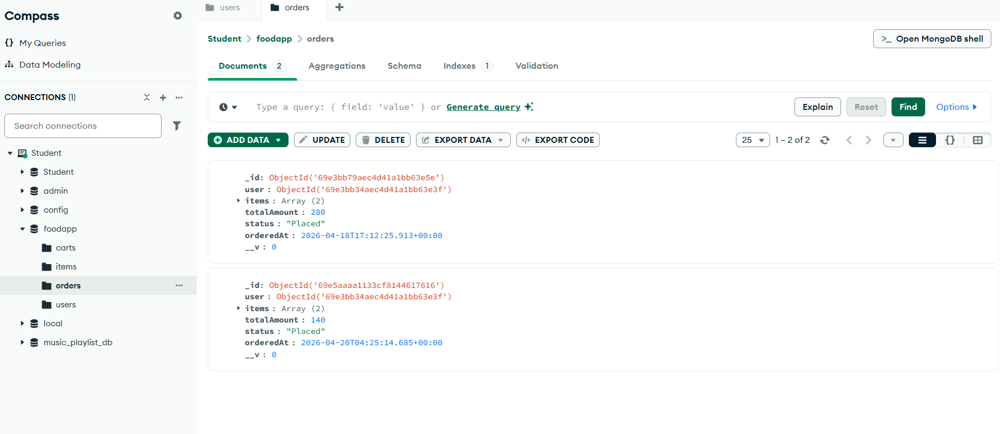 Compass
My Queries
Data Modeling
CONNECTIONS (1)
Search connections
Student
Student
admin
config
foodapp
carts
items
orders
users
local
music_playlist_db
users
orders
Student > foodapp > orders
>_ Open MongoDB shell
Documents 2 Aggregations Schema Indexes 1 Validation
Type a query: { field: 'value' } or Generate query
Explain Reset Find Options
ADD DATA UPDATE DELETE EXPORT DATA EXPORT CODE
25 1 – 2 of 2
_id: ObjectId('69e3bb79aec4d41a1bb63e5e')
user : ObjectId('69e3bb34aec4d41a1bb63e3f')
items : Array (2)
totalAmount : 280
status : "Placed"
orderedAt : 2026-04-18T17:12:25.913+00:00
__v : 0
_id: ObjectId('69e5aaaa1133cf8144617616')
user : ObjectId('69e3bb34aec4d41a1bb63e3f')
items : Array (2)
totalAmount : 140
status : "Placed"
orderedAt : 2026-04-20T04:25:14.685+00:00
__v : 0